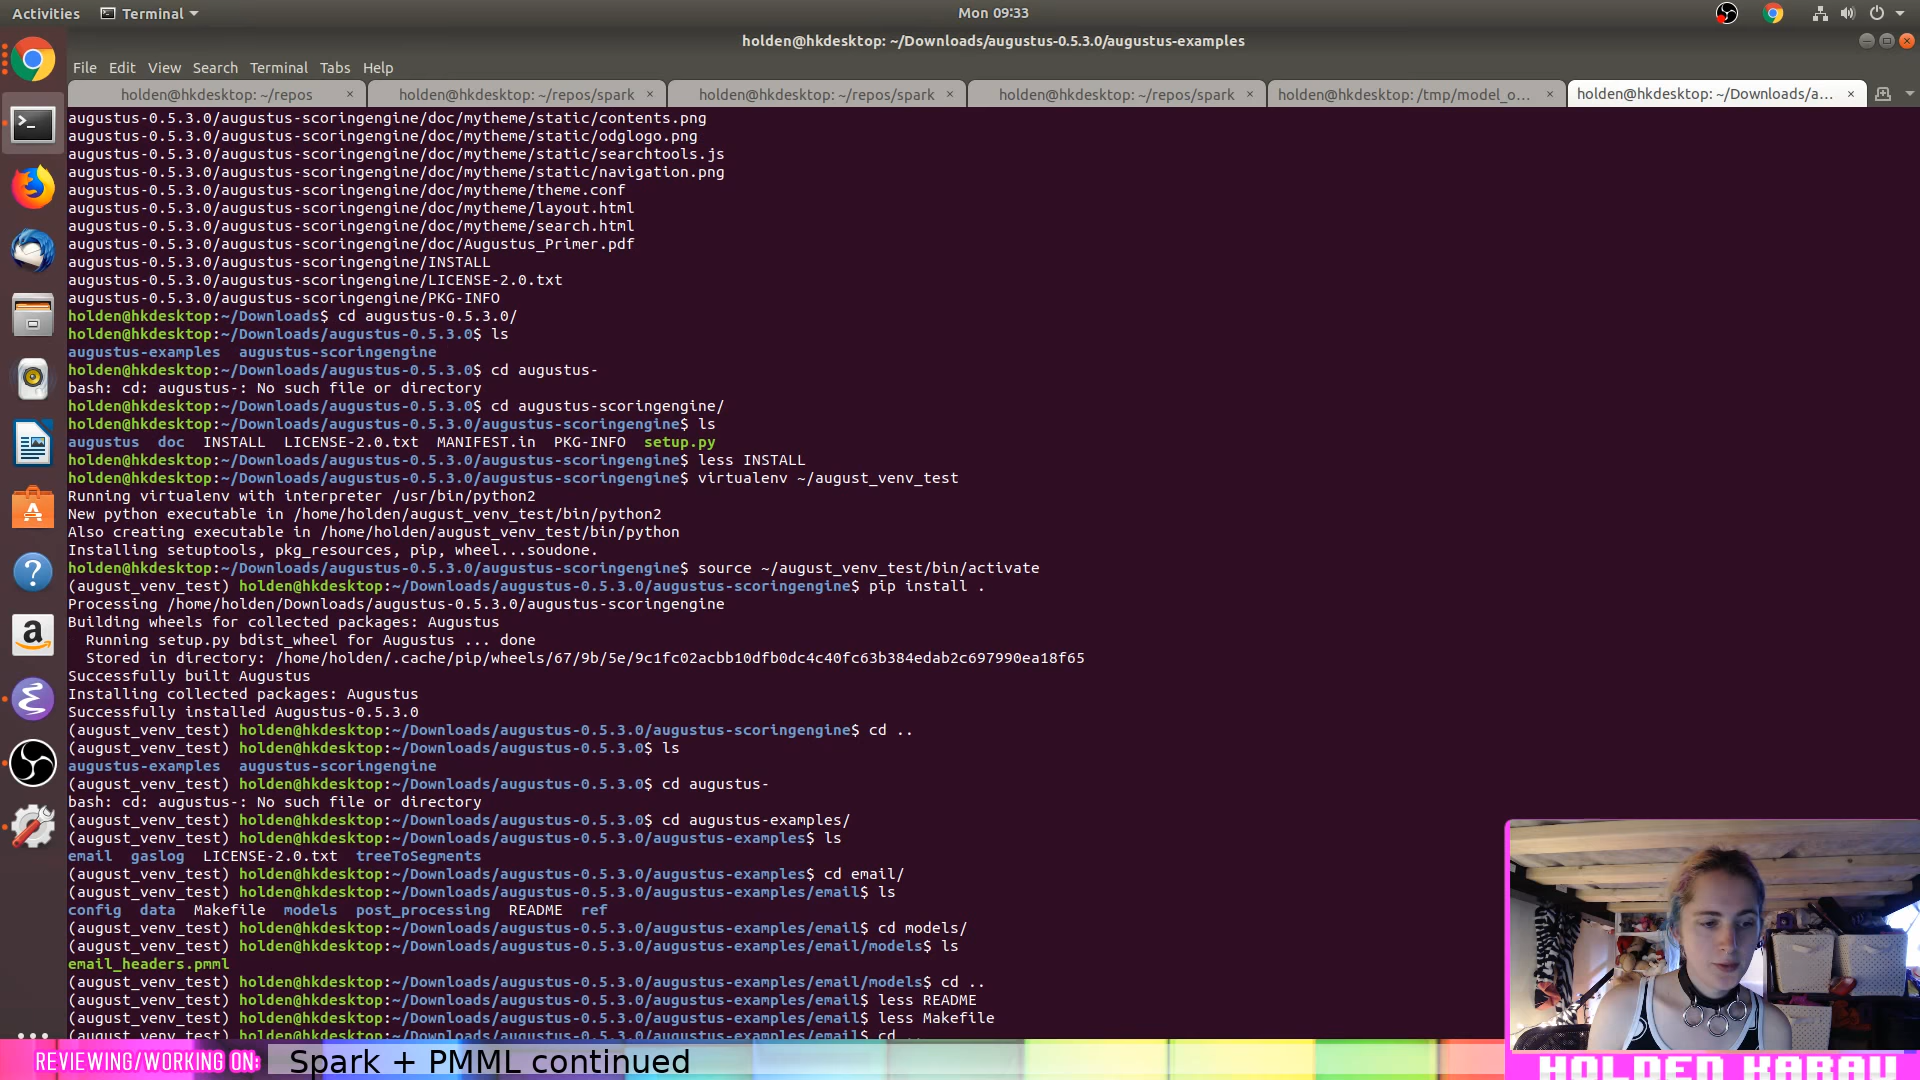 Activities Terminal Mon 09:33
holden@hkdesktop: ~/Downloads/augustus-0.5.3.0/augustus-examples
File Edit View Search Terminal Tabs Help
holden@hkdesktop: ~/repos × holden@hkdesktop: ~/repos/spark × holden@hkdesktop: ~/repos/spark × holden@hkdesktop: ~/repos/spark × holden@hkdesktop: /tmp/model_o... × holden@hkdesktop: ~/Downloads/a... ×
augustus-0.5.3.0/augustus-scoringengine/doc/mytheme/static/contents.png
augustus-0.5.3.0/augustus-scoringengine/doc/mytheme/static/odglogo.png
augustus-0.5.3.0/augustus-scoringengine/doc/mytheme/static/searchtools.js
augustus-0.5.3.0/augustus-scoringengine/doc/mytheme/static/navigation.png
augustus-0.5.3.0/augustus-scoringengine/doc/mytheme/theme.conf
augustus-0.5.3.0/augustus-scoringengine/doc/mytheme/layout.html
augustus-0.5.3.0/augustus-scoringengine/doc/mytheme/search.html
augustus-0.5.3.0/augustus-scoringengine/doc/Augustus_Primer.pdf
augustus-0.5.3.0/augustus-scoringengine/INSTALL
augustus-0.5.3.0/augustus-scoringengine/LICENSE-2.0.txt
augustus-0.5.3.0/augustus-scoringengine/PKG-INFO
holden@hkdesktop:~/Downloads$ cd augustus-0.5.3.0/
holden@hkdesktop:~/Downloads/augustus-0.5.3.0$ ls
augustus-examples augustus-scoringengine
holden@hkdesktop:~/Downloads/augustus-0.5.3.0$ cd augustus-
bash: cd: augustus-: No such file or directory
holden@hkdesktop:~/Downloads/augustus-0.5.3.0$ cd augustus-scoringengine/
holden@hkdesktop:~/Downloads/augustus-0.5.3.0/augustus-scoringengine$ ls
augustus doc INSTALL LICENSE-2.0.txt MANIFEST.in PKG-INFO setup.py
holden@hkdesktop:~/Downloads/augustus-0.5.3.0/augustus-scoringengine$ less INSTALL
holden@hkdesktop:~/Downloads/augustus-0.5.3.0/augustus-scoringengine$ virtualenv ~/august_venv_test
Running virtualenv with interpreter /usr/bin/python2
New python executable in /home/holden/august_venv_test/bin/python2
Also creating executable in /home/holden/august_venv_test/bin/python
Installing setuptools, pkg_resources, pip, wheel...soudone.
holden@hkdesktop:~/Downloads/augustus-0.5.3.0/augustus-scoringengine$ source ~/august_venv_test/bin/activate
(august_venv_test) holden@hkdesktop:~/Downloads/augustus-0.5.3.0/augustus-scoringengine$ pip install .
Processing /home/holden/Downloads/augustus-0.5.3.0/augustus-scoringengine
Building wheels for collected packages: Augustus
Running setup.py bdist_wheel for Augustus ... done
Stored in directory: /home/holden/.cache/pip/wheels/67/9b/5e/9c1fc02acbb10dfb0dc4c40fc63b384edab2c697990ea18f65
Successfully built Augustus
Installing collected packages: Augustus
Successfully installed Augustus-0.5.3.0
(august_venv_test) holden@hkdesktop:~/Downloads/augustus-0.5.3.0/augustus-scoringengine$ cd ..
(august_venv_test) holden@hkdesktop:~/Downloads/augustus-0.5.3.0$ ls
augustus-examples augustus-scoringengine
(august_venv_test) holden@hkdesktop:~/Downloads/augustus-0.5.3.0$ cd augustus-
bash: cd: augustus-: No such file or directory
(august_venv_test) holden@hkdesktop:~/Downloads/augustus-0.5.3.0$ cd augustus-examples/
(august_venv_test) holden@hkdesktop:~/Downloads/augustus-0.5.3.0/augustus-examples$ ls
email gaslog LICENSE-2.0.txt treeToSegments
(august_venv_test) holden@hkdesktop:~/Downloads/augustus-0.5.3.0/augustus-examples$ cd email/
(august_venv_test) holden@hkdesktop:~/Downloads/augustus-0.5.3.0/augustus-examples/email$ ls
config data Makefile models post_processing README ref
(august_venv_test) holden@hkdesktop:~/Downloads/augustus-0.5.3.0/augustus-examples/email$ cd models/
(august_venv_test) holden@hkdesktop:~/Downloads/augustus-0.5.3.0/augustus-examples/email/models$ ls
email_headers.pmml
(august_venv_test) holden@hkdesktop:~/Downloads/augustus-0.5.3.0/augustus-examples/email/models$ cd ..
(august_venv_test) holden@hkdesktop:~/Downloads/augustus-0.5.3.0/augustus-examples/email$ less README
(august_venv_test) holden@hkdesktop:~/Downloads/augustus-0.5.3.0/augustus-examples/email$ less Makefile
(august_venv_test) holden@hkdesktop:~/Downloads/augustus-0.5.3.0/augustus-examples/email$ cd ..
REVIEWING/WORKING ON: Spark + PMML continued
HOLDEN KARAU